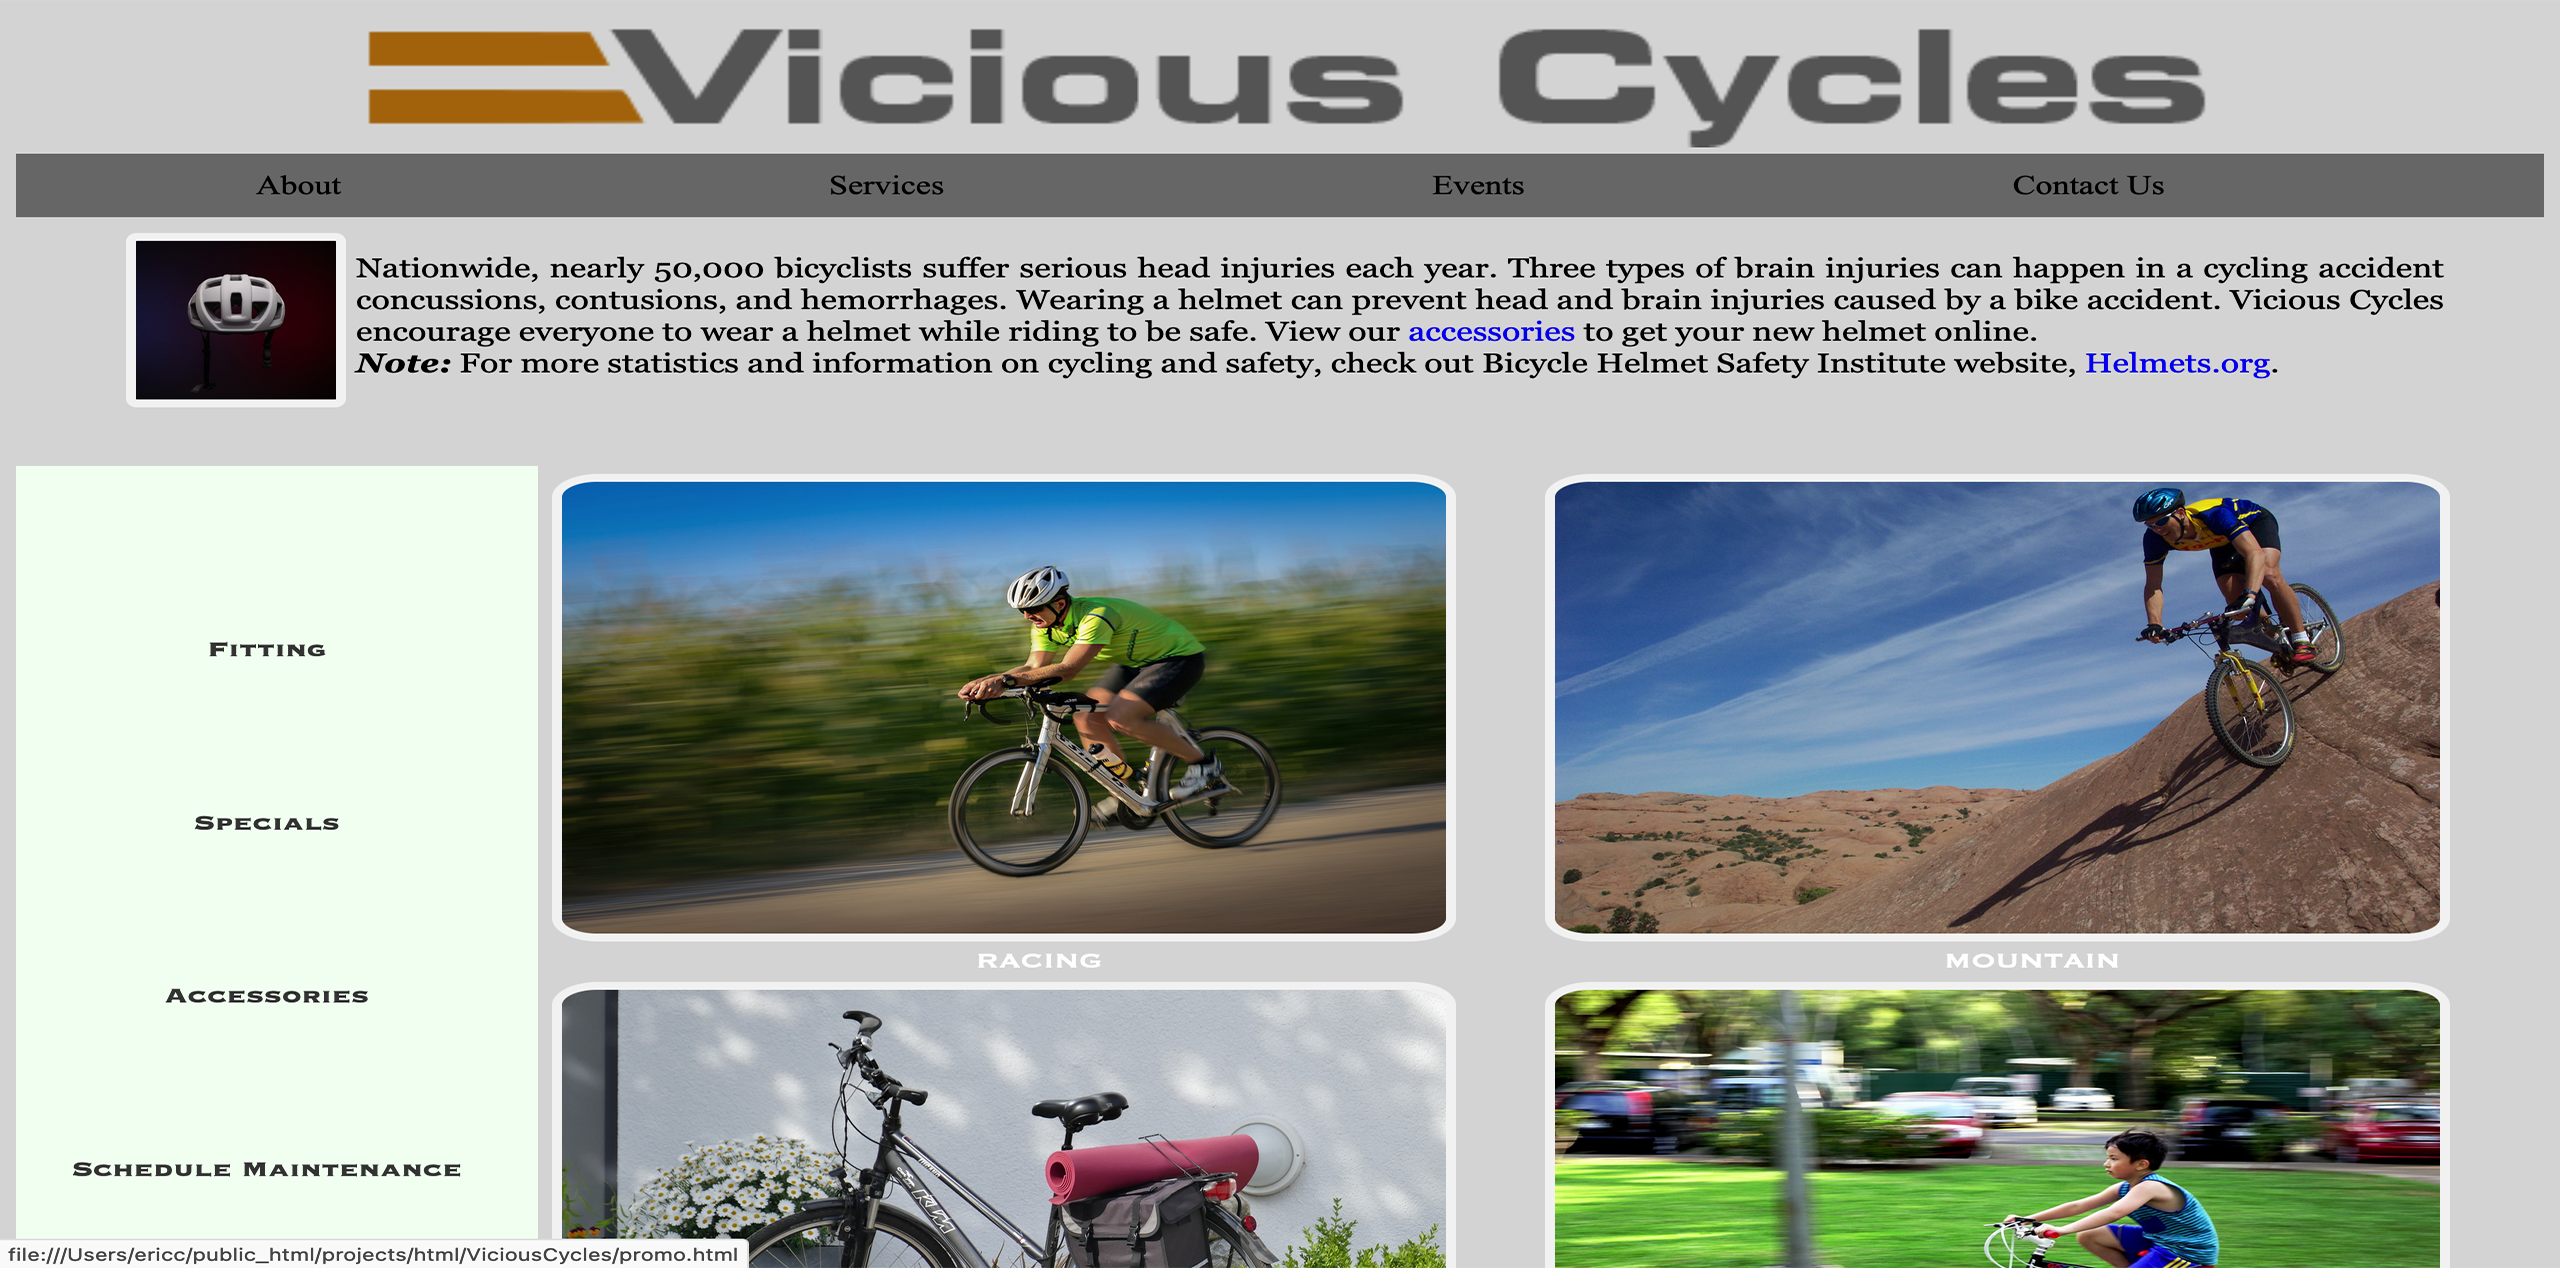 Vicious Cycles
About Services Events Contact Us
Nationwide, nearly 50,000 bicyclists suffer serious head injuries each year. Three types of brain injuries can happen in a cycling accident
concussions, contusions, and hemorrhages. Wearing a helmet can prevent head and brain injuries caused by a bike accident. Vicious Cycles
encourage everyone to wear a helmet while riding to be safe. View our accessories to get your new helmet online.
Note: For more statistics and information on cycling and safety, check out Bicycle Helmet Safety Institute website, Helmets.org.
Fitting
Specials
Accessories
Schedule Maintenance
RACING
MOUNTAIN
KTM
file:///Users/ericc/public_html/projects/html/ViciousCycles/promo.html